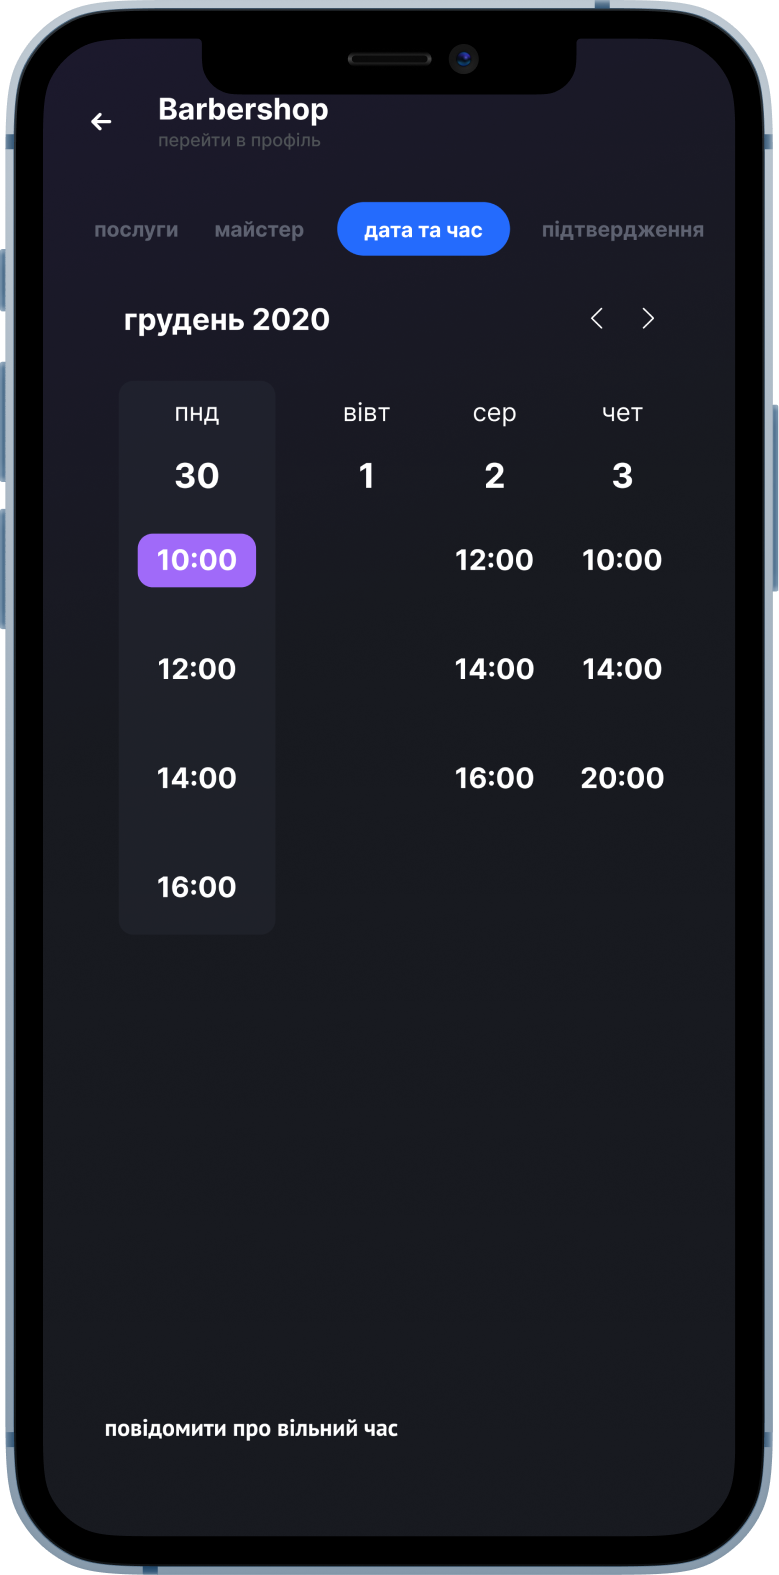 Barbershop
перейти в профіль
послуги майстер дата та час підтвердження
грудень 2020
пнд вівт сер чет
30 1 2 3
10:00 12:00 10:00
12:00 14:00 14:00
14:00 16:00 20:00
16:00
повідомити про вільний час